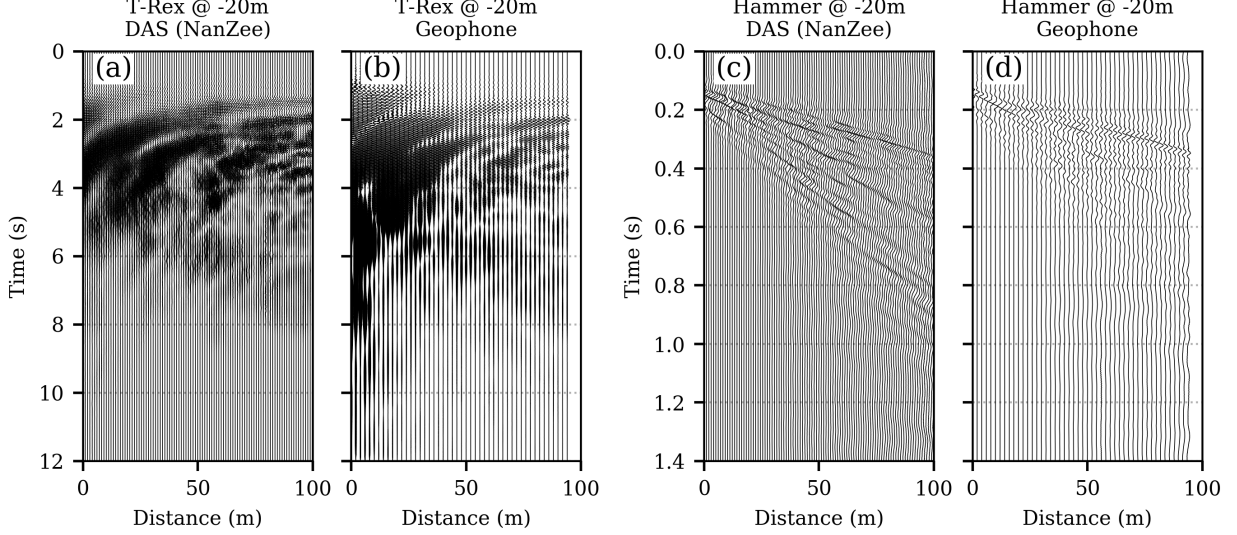 T-Rex @ -20m
DAS (NanZee)
T-Rex @ -20m
Geophone
Hammer @ -20m
DAS (NanZee)
Hammer @ -20m
Geophone
(a)
(b)
(c)
(d)
Time (s)
0
2
4
6
8
10
12
0
50
100
Distance (m)
0
50
100
Distance (m)
Time (s)
0.0
0.2
0.4
0.6
0.8
1.0
1.2
1.4
0
50
100
Distance (m)
0
50
100
Distance (m)